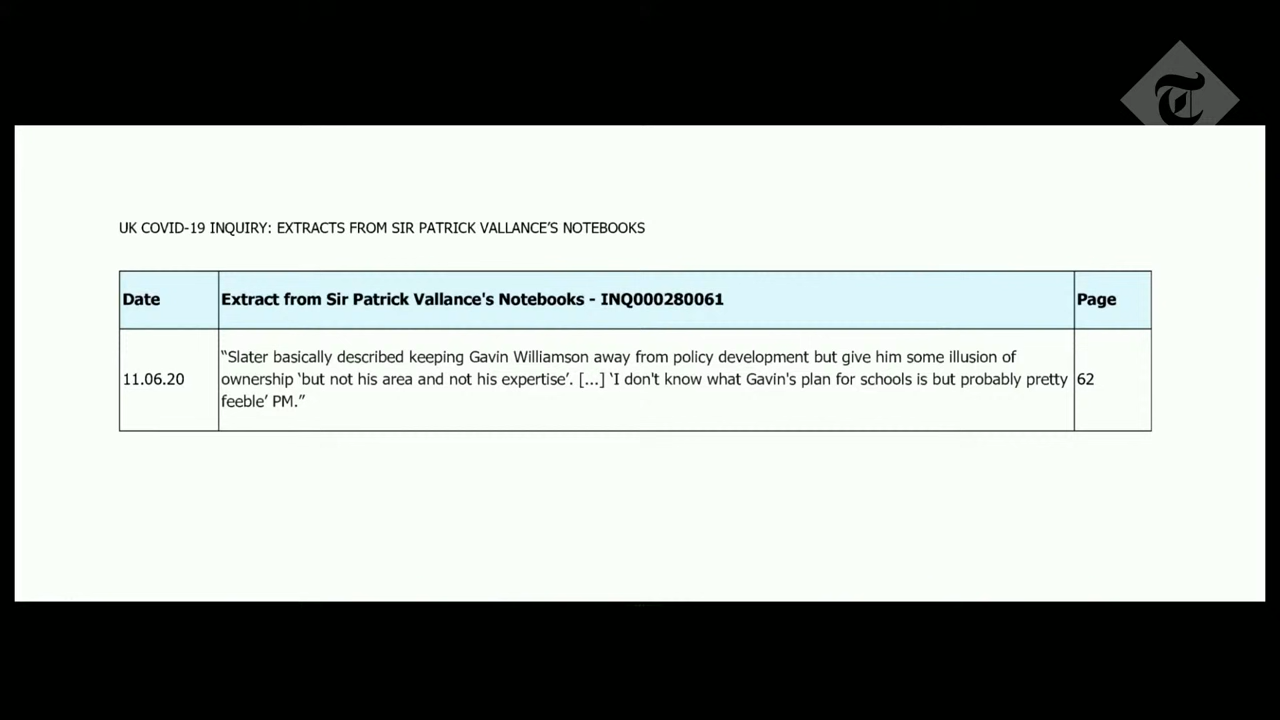 UK COVID-19 INQUIRY: EXTRACTS FROM SIR PATRICK VALLANCE’S NOTEBOOKS
Date
Extract from Sir Patrick Vallance's Notebooks - INQ000280061
Page
11.06.20
“Slater basically described keeping Gavin Williamson away from policy development but give him some illusion of
ownership ‘but not his area and not his expertise’. [...] ‘I don't know what Gavin's plan for schools is but probably pretty
feeble’ PM.”
62